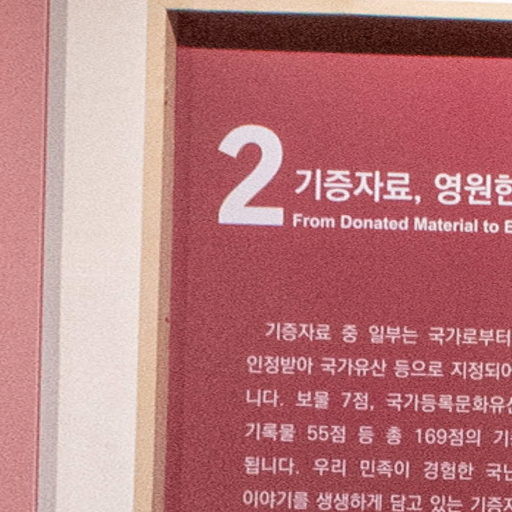 2 기증자료, 영원한
From Donated Material to E
기증자료 중 일부는 국가로부터
인정받아 국가유산 등으로 지정되어
니다. 보물 7점, 국가등록문화유산
기록물 55점 등 총 169점의 기
됩니다. 우리 민족이 경험한 국난
이야기를 생생하게 담고 있는 기증자